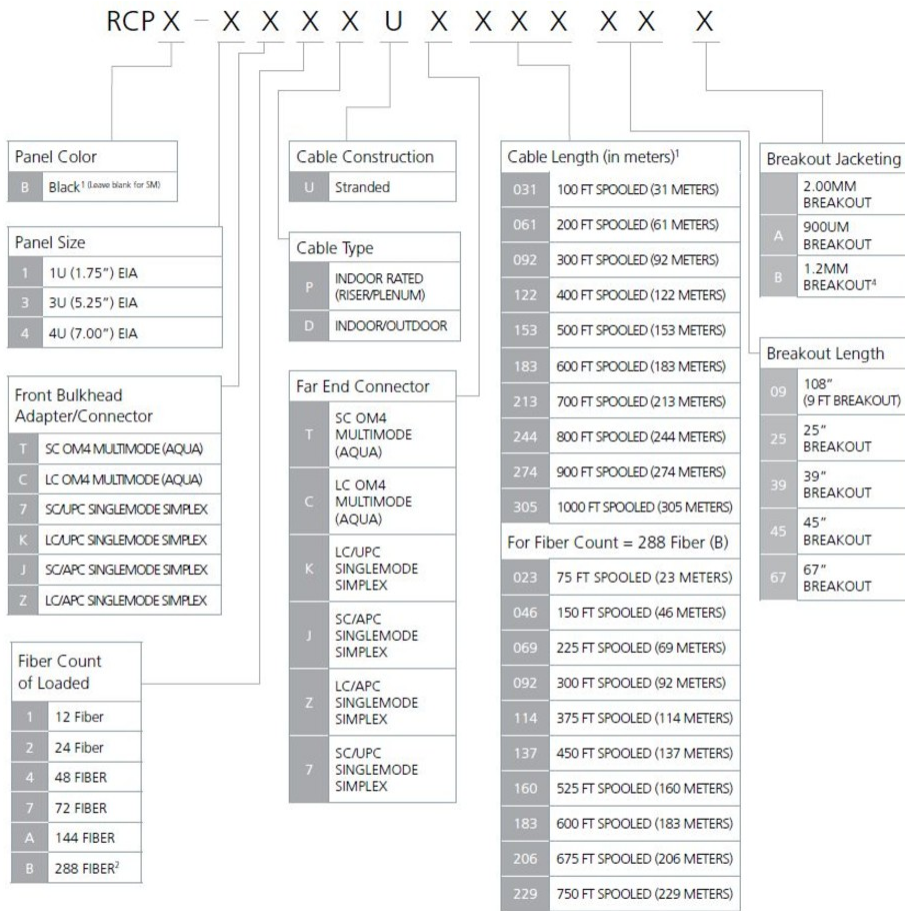 RCP X – X X X X U X X X X X X X
Panel Color
B Black¹ (Leave blank for SM)
Panel Size
1 1U (1.75") EIA
3 3U (5.25") EIA
4 4U (7.00") EIA
Front Bulkhead
Adapter/Connector
T SC OM4 MULTIMODE (AQUA)
C LC OM4 MULTIMODE (AQUA)
7 SC/UPC SINGLEMODE SIMPLEX
K LC/UPC SINGLEMODE SIMPLEX
J SC/APC SINGLEMODE SIMPLEX
Z LC/APC SINGLEMODE SIMPLEX
Fiber Count
of Loaded
1 12 Fiber
2 24 Fiber
4 48 FIBER
7 72 FIBER
A 144 FIBER
B 288 FIBER²
Cable Construction
U Stranded
Cable Type
P INDOOR RATED
(RISER/PLENUM)
D INDOOR/OUTDOOR
Far End Connector
T SC OM4
MULTIMODE
(AQUA)
C LC OM4
MULTIMODE
(AQUA)
K LC/UPC
SINGLEMODE
SIMPLEX
J SC/APC
SINGLEMODE
SIMPLEX
Z LC/APC
SINGLEMODE
SIMPLEX
7 SC/UPC
SINGLEMODE
SIMPLEX
Cable Length (in meters)¹
031 100 FT SPOOLED (31 METERS)
061 200 FT SPOOLED (61 METERS)
092 300 FT SPOOLED (92 METERS)
122 400 FT SPOOLED (122 METERS)
153 500 FT SPOOLED (153 METERS)
183 600 FT SPOOLED (183 METERS)
213 700 FT SPOOLED (213 METERS)
244 800 FT SPOOLED (244 METERS)
274 900 FT SPOOLED (274 METERS)
305 1000 FT SPOOLED (305 METERS)
For Fiber Count = 288 Fiber (B)
023 75 FT SPOOLED (23 METERS)
046 150 FT SPOOLED (46 METERS)
069 225 FT SPOOLED (69 METERS)
092 300 FT SPOOLED (92 METERS)
114 375 FT SPOOLED (114 METERS)
137 450 FT SPOOLED (137 METERS)
160 525 FT SPOOLED (160 METERS)
183 600 FT SPOOLED (183 METERS)
206 675 FT SPOOLED (206 METERS)
229 750 FT SPOOLED (229 METERS)
Breakout Jacketing
2.00MM
BREAKOUT
A 900UM
BREAKOUT
B 1.2MM
BREAKOUT⁴
Breakout Length
09 108"
(9 FT BREAKOUT)
25 25"
BREAKOUT
39 39"
BREAKOUT
45 45"
BREAKOUT
67 67"
BREAKOUT